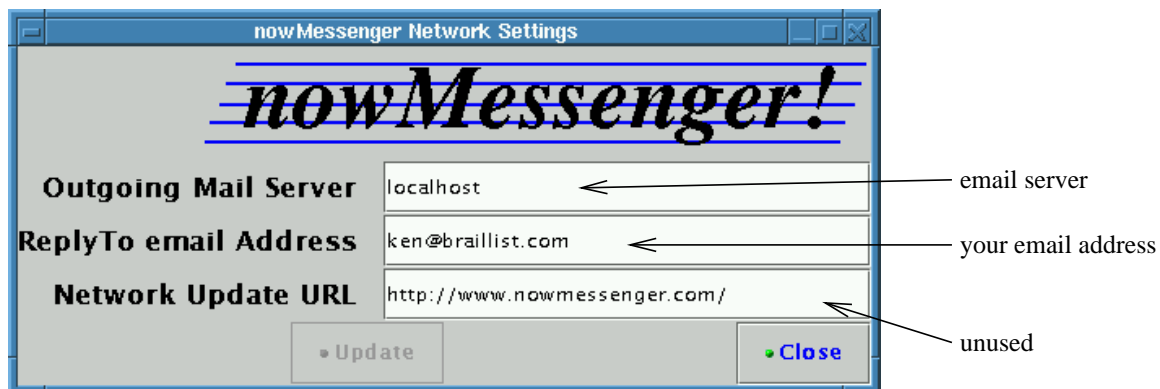 nowMessenger Network Settings
nowMessenger!
Outgoing Mail Server localhost email server
ReplyTo email Address ken@braillist.com your email address
Network Update URL http://www.nowmessenger.com/ unused
Update Close